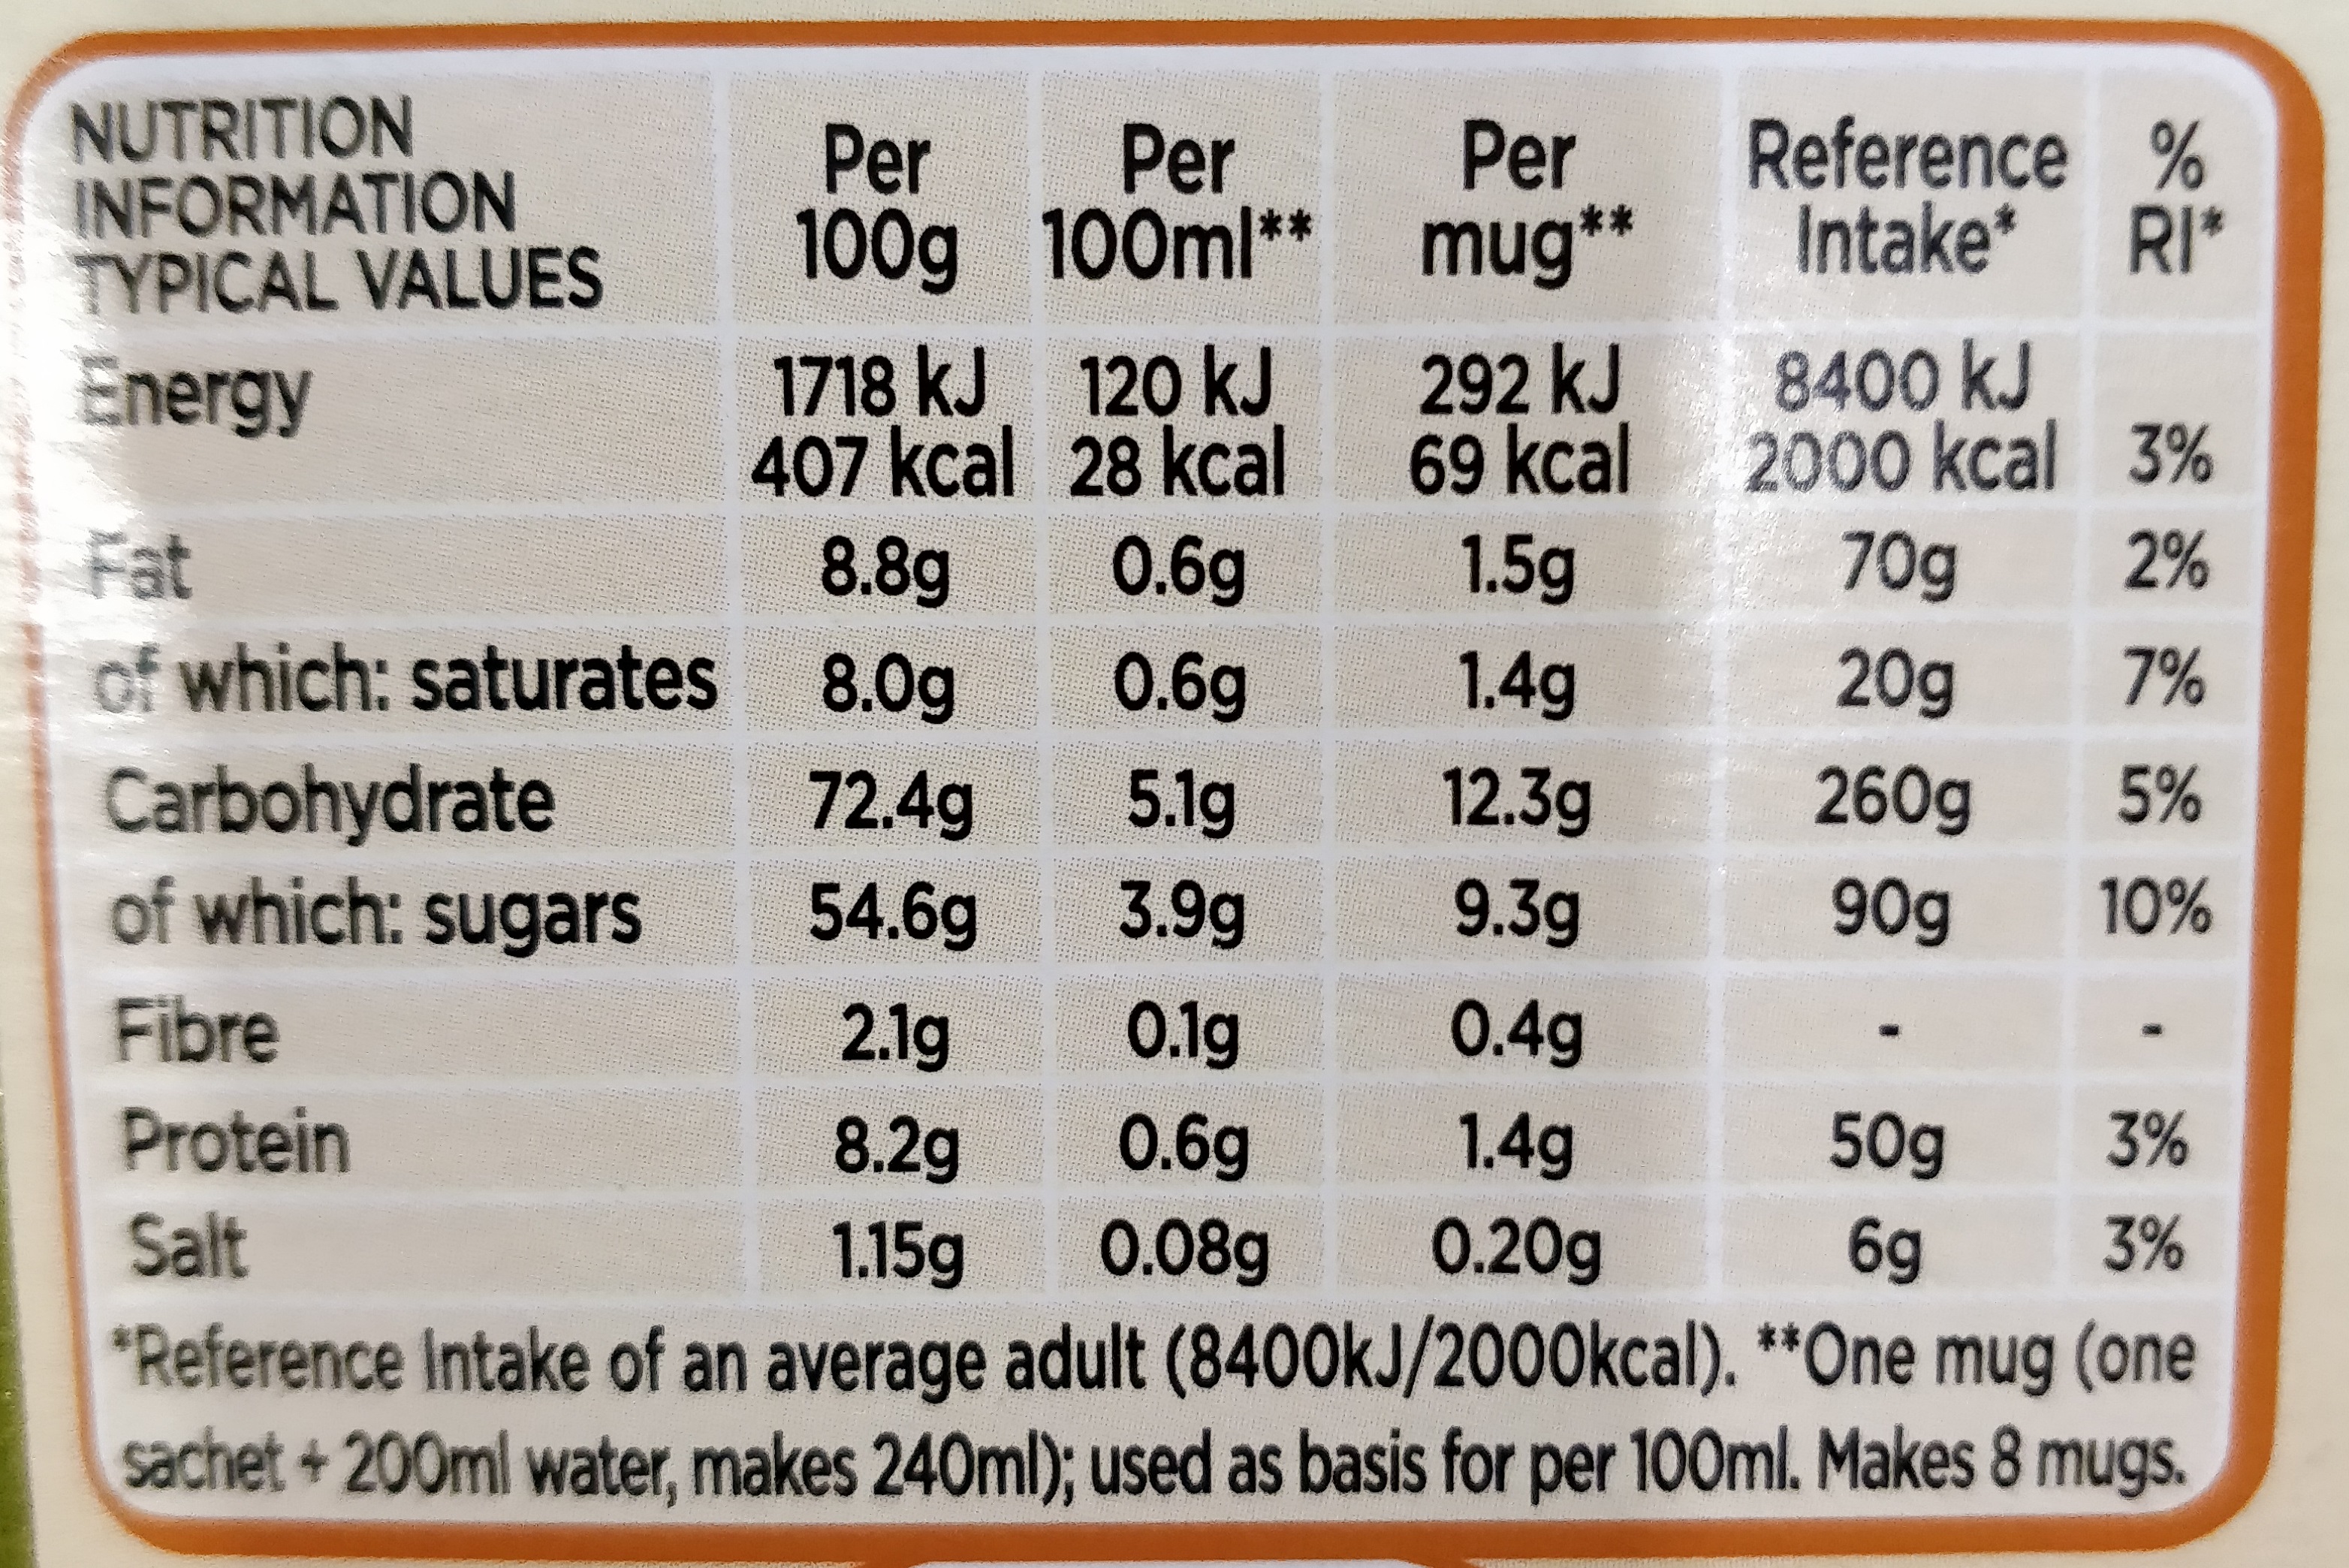 NUTRITION INFORMATION TYPICAL VALUES Per 100g Per 100ml** Per mug** Reference Intake* % RI*
Energy 1718 kJ 120 kJ 292 kJ 8400 kJ
407 kcal 28 kcal 69 kcal 2000 kcal 3%
Fat 8.8g 0.6g 1.5g 70g 2%
of which: saturates 8.0g 0.6g 1.4g 20g 7%
Carbohydrate 72.4g 5.1g 12.3g 260g 5%
of which: sugars 54.6g 3.9g 9.3g 90g 10%
Fibre 2.1g 0.1g 0.4g - -
Protein 8.2g 0.6g 1.4g 50g 3%
Salt 1.15g 0.08g 0.20g 6g 3%
*Reference Intake of an average adult (8400kJ/2000kcal). **One mug (one
sachet + 200ml water, makes 240ml); used as basis for per 100ml. Makes 8 mugs.